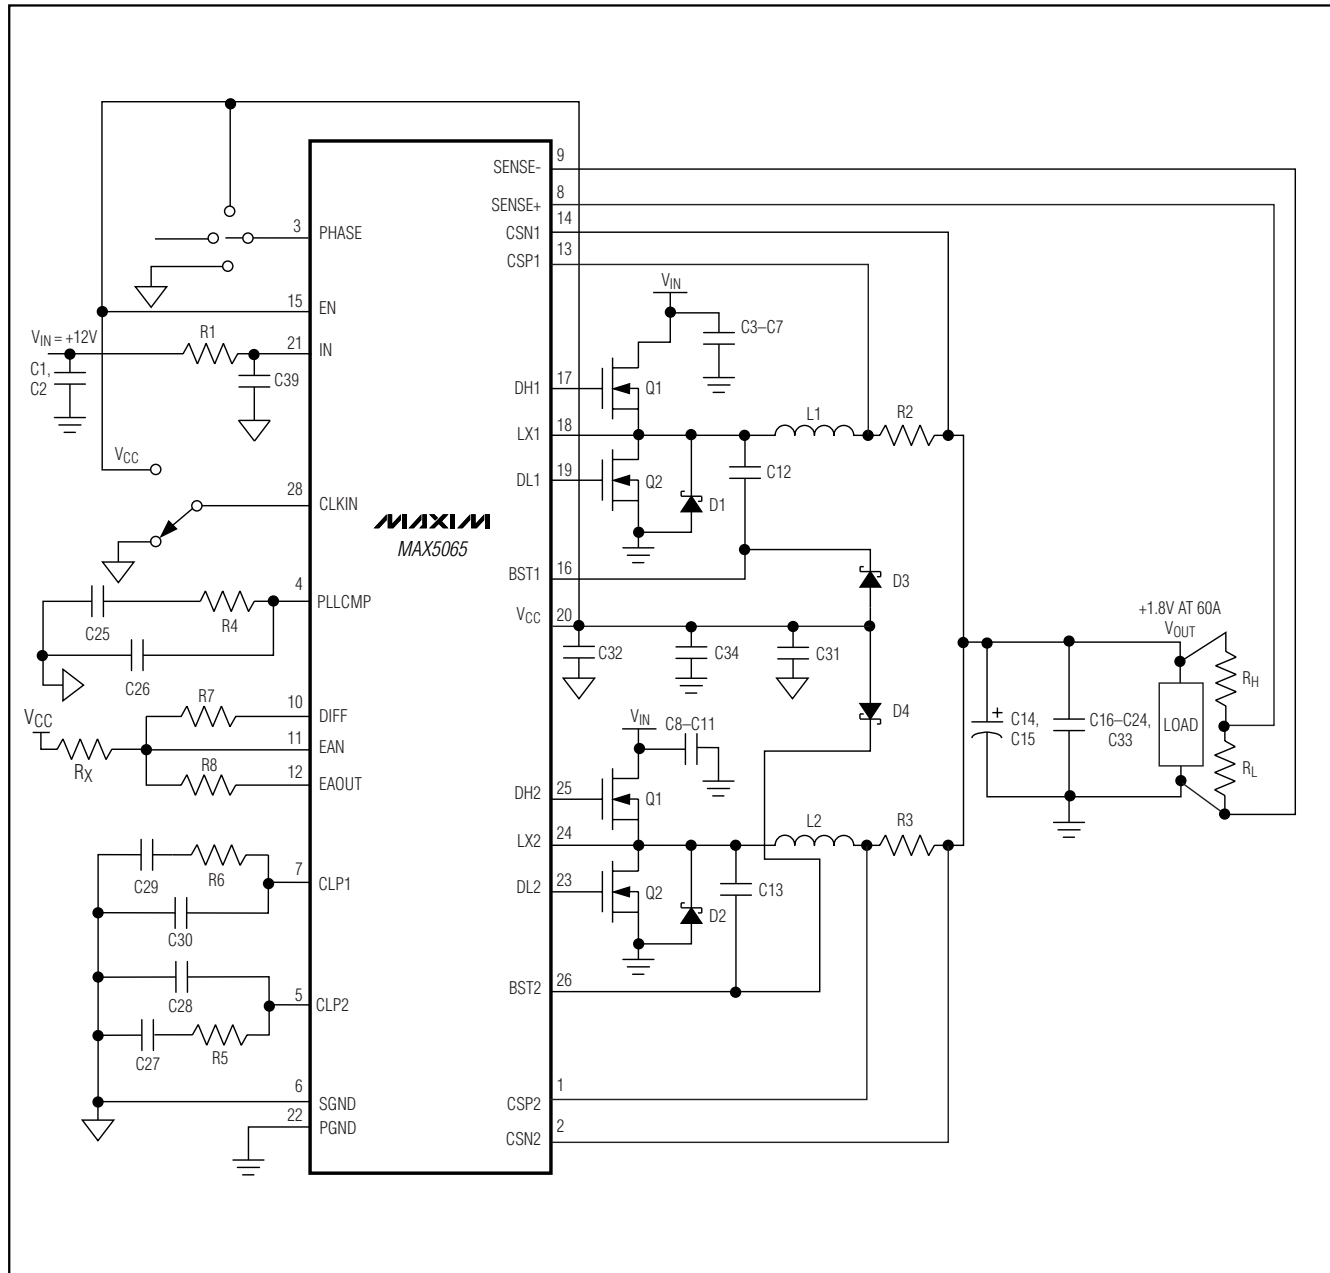 9
SENSE-
8
SENSE+
14
CSN1
13
CSP1
3
PHASE
15
EN
VIN = +12V
R1
21
IN
C1,
C2
C39
VIN
C3–C7
17
DH1
Q1
18
LX1
L1
R2
19
DL1
Q2
D1
C12
VCC
28
CLKIN
MAXIM
MAX5065
16
BST1
D3
4
PLLCMP
R4
C25
C26
20
VCC
C32
C34
C31
+1.8V AT 60A
VOUT
RH
LOAD
RL
C14,
C15
C16–C24,
C33
D4
VCC
RX
R7
10
DIFF
11
EAN
R8
12
EAOUT
VIN
C8–C11
25
DH2
Q1
24
LX2
L2
R3
23
DL2
Q2
D2
C13
C29
R6
7
CLP1
C30
C28
5
CLP2
C27
R5
26
BST2
6
SGND
22
PGND
1
CSP2
2
CSN2